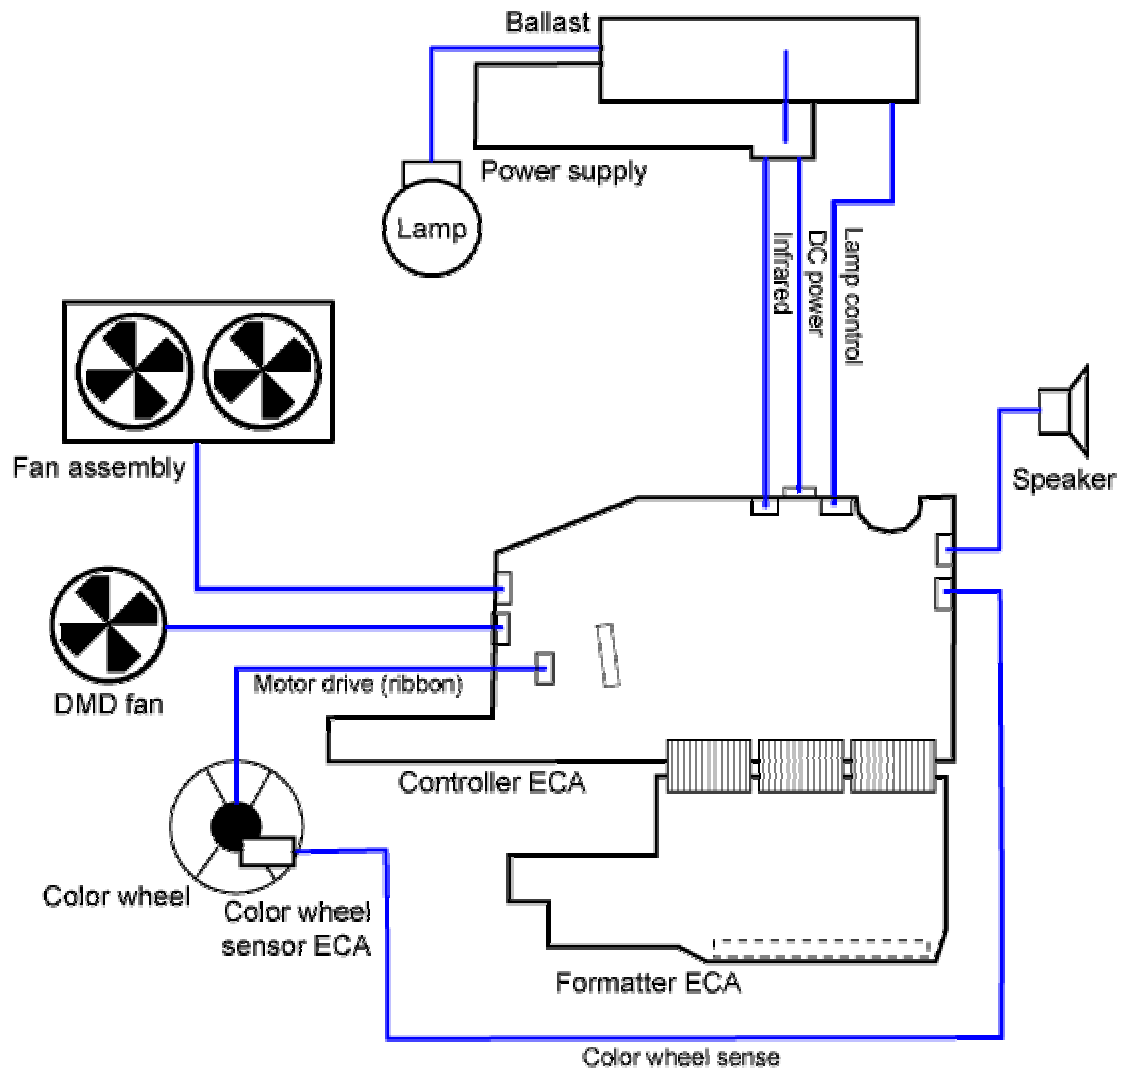 Ballast
Power supply
Lamp
Infrared
DC power
Lamp control
Fan assembly
Speaker
DMD fan
Motor drive (ribbon)
Controller ECA
Color wheel
Color wheel
sensor ECA
Formatter ECA
Color wheel sense